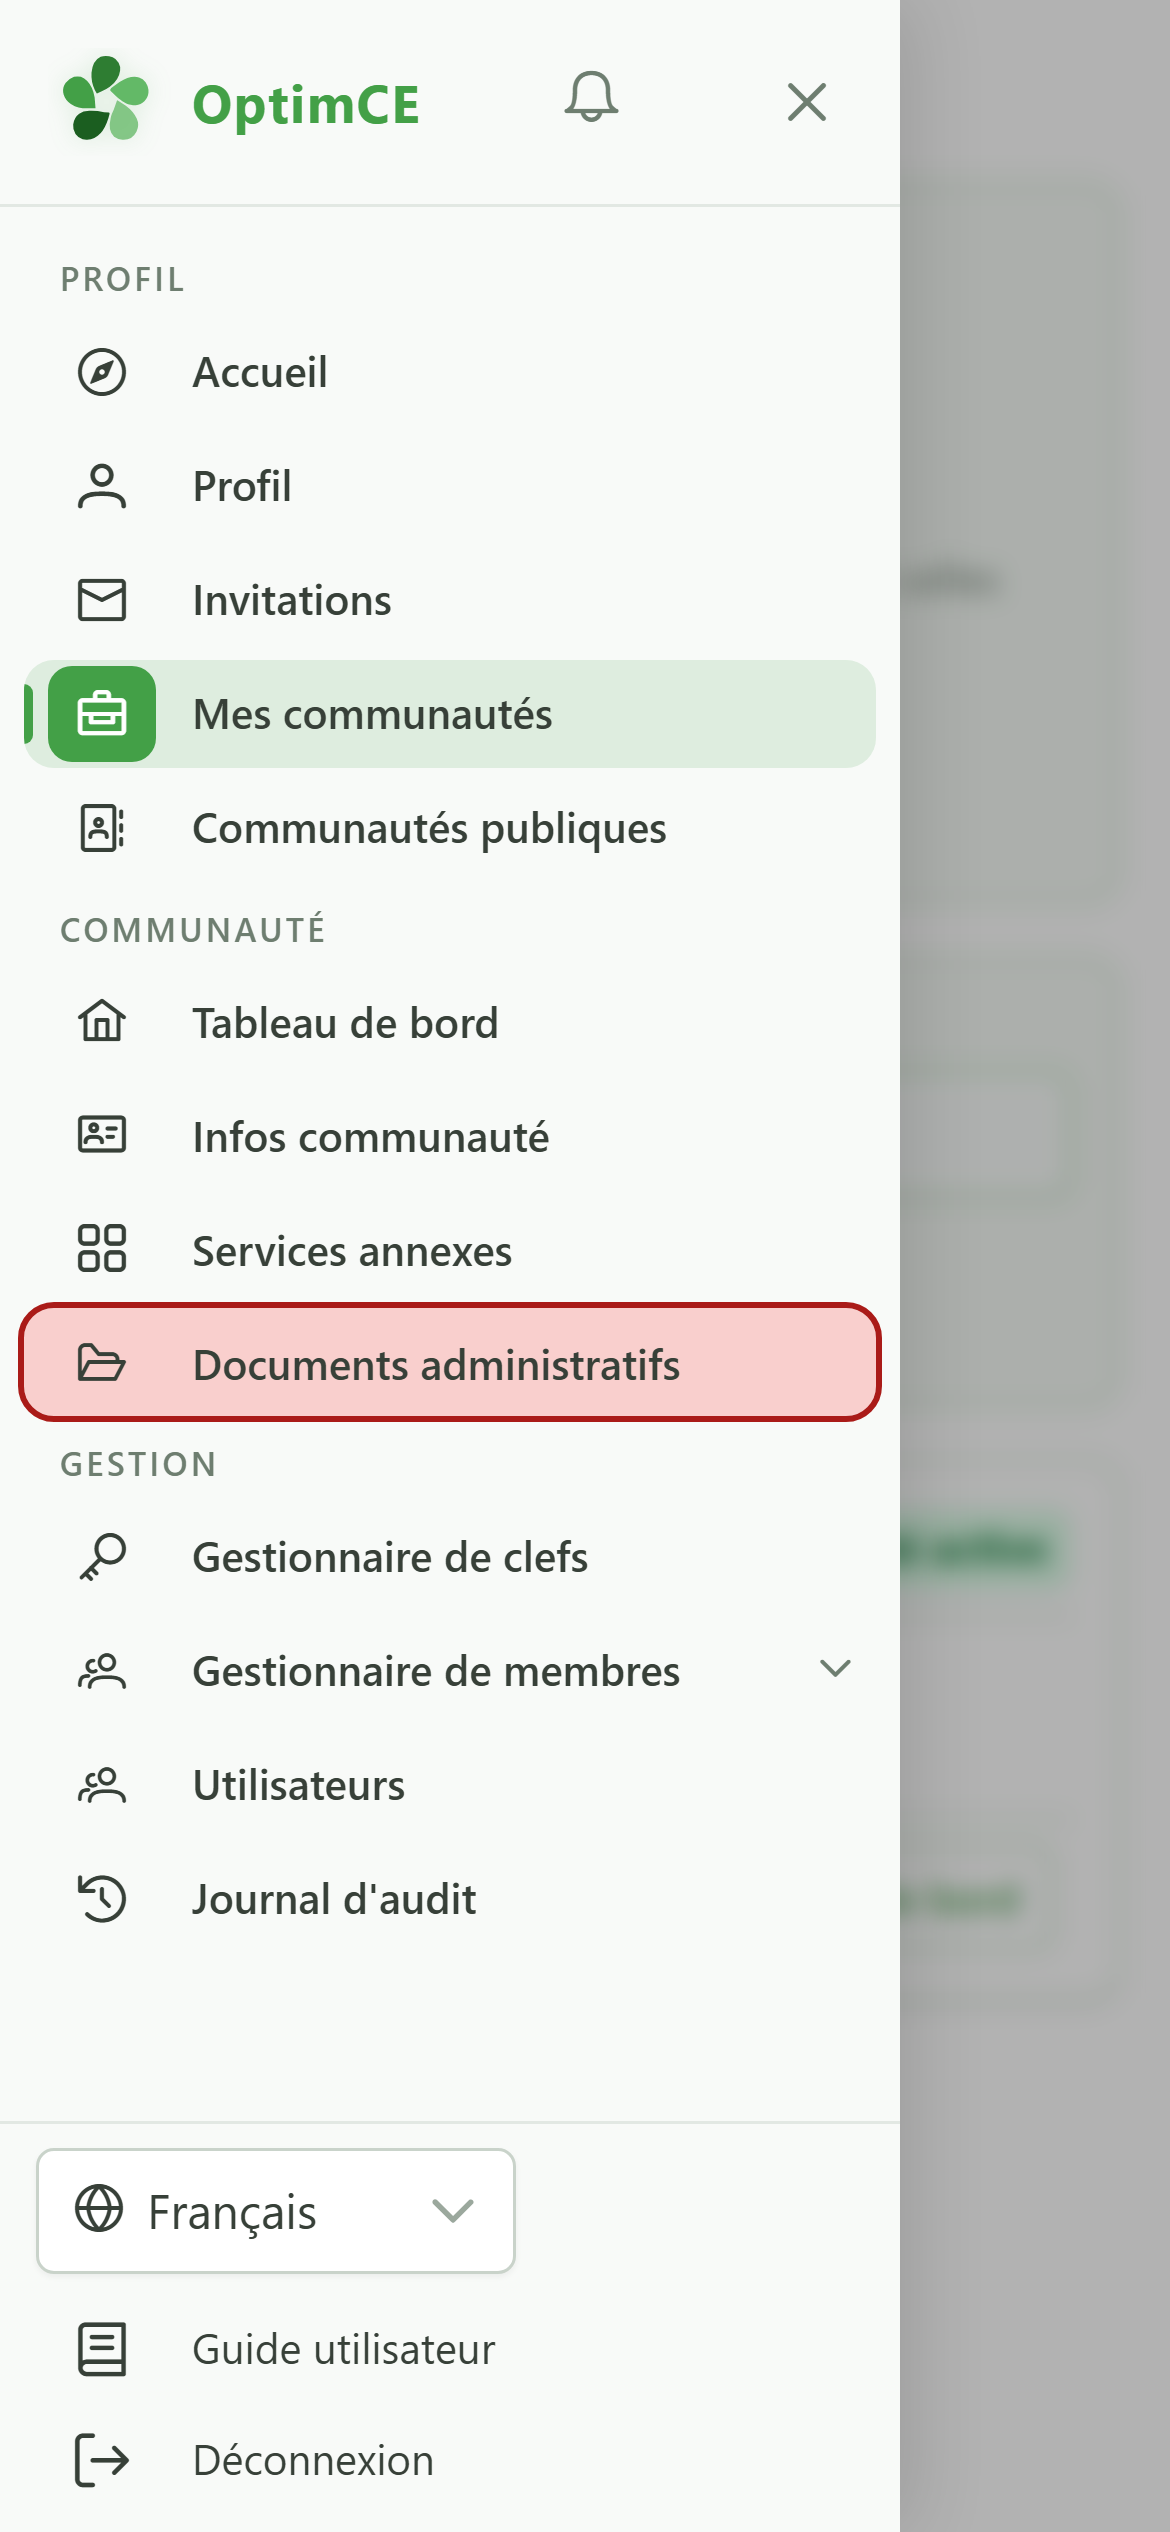 OptimCE
PROFIL
Accueil
Profil
Invitations
Mes communautés
Communautés publiques
COMMUNAUTÉ
Tableau de bord
Infos communauté
Services annexes
Documents administratifs
GESTION
Gestionnaire de clefs
Gestionnaire de membres
Utilisateurs
Journal d'audit
Français
Guide utilisateur
Déconnexion